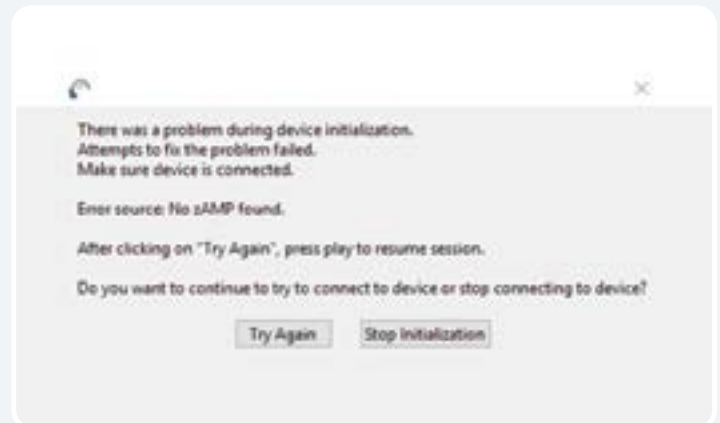 There was a problem during device initialization.
Attempts to fix the problem failed.
Make sure device is connected.
Error source: No zAMP found.
After clicking on "Try Again", press play to resume session.
Do you want to continue to try to connect to device or stop connecting to device?
Try Again
Stop Initialization